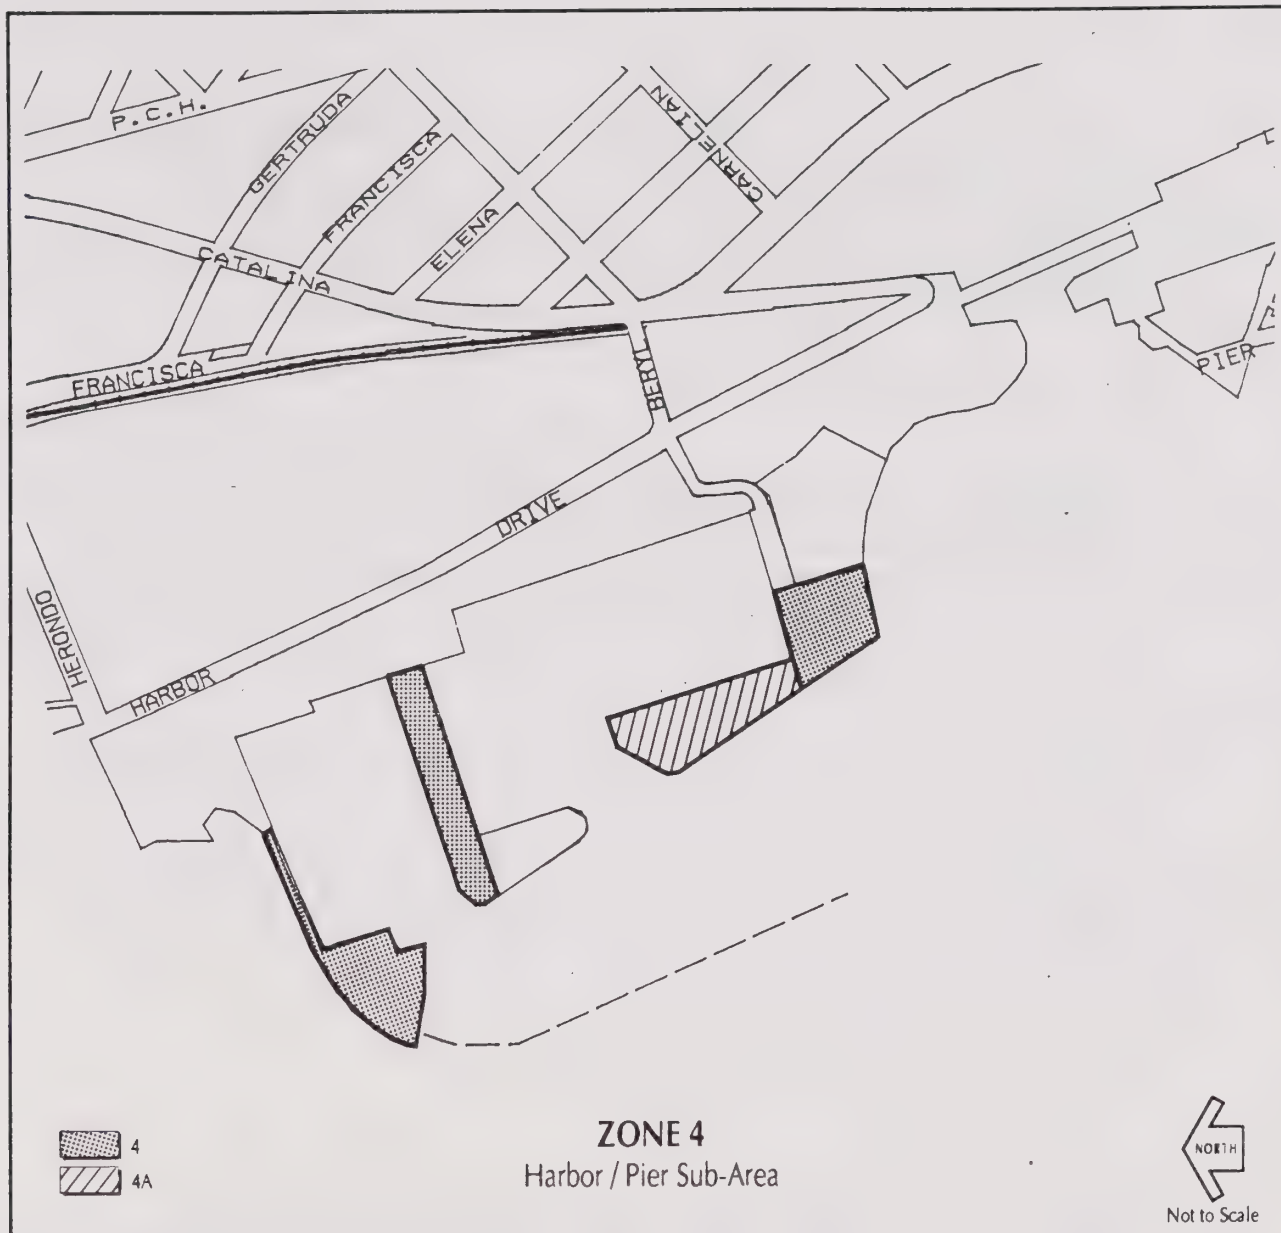 P.C.H.
GERTRUDA
FRANCISCA
CARNELIAN
ELENA
CATALINA
FRANCISCA
BERYL
PIER
DRIVE
HERONDO
HARBOR
4
4A
ZONE 4
Harbor / Pier Sub-Area
NORTH
Not to Scale